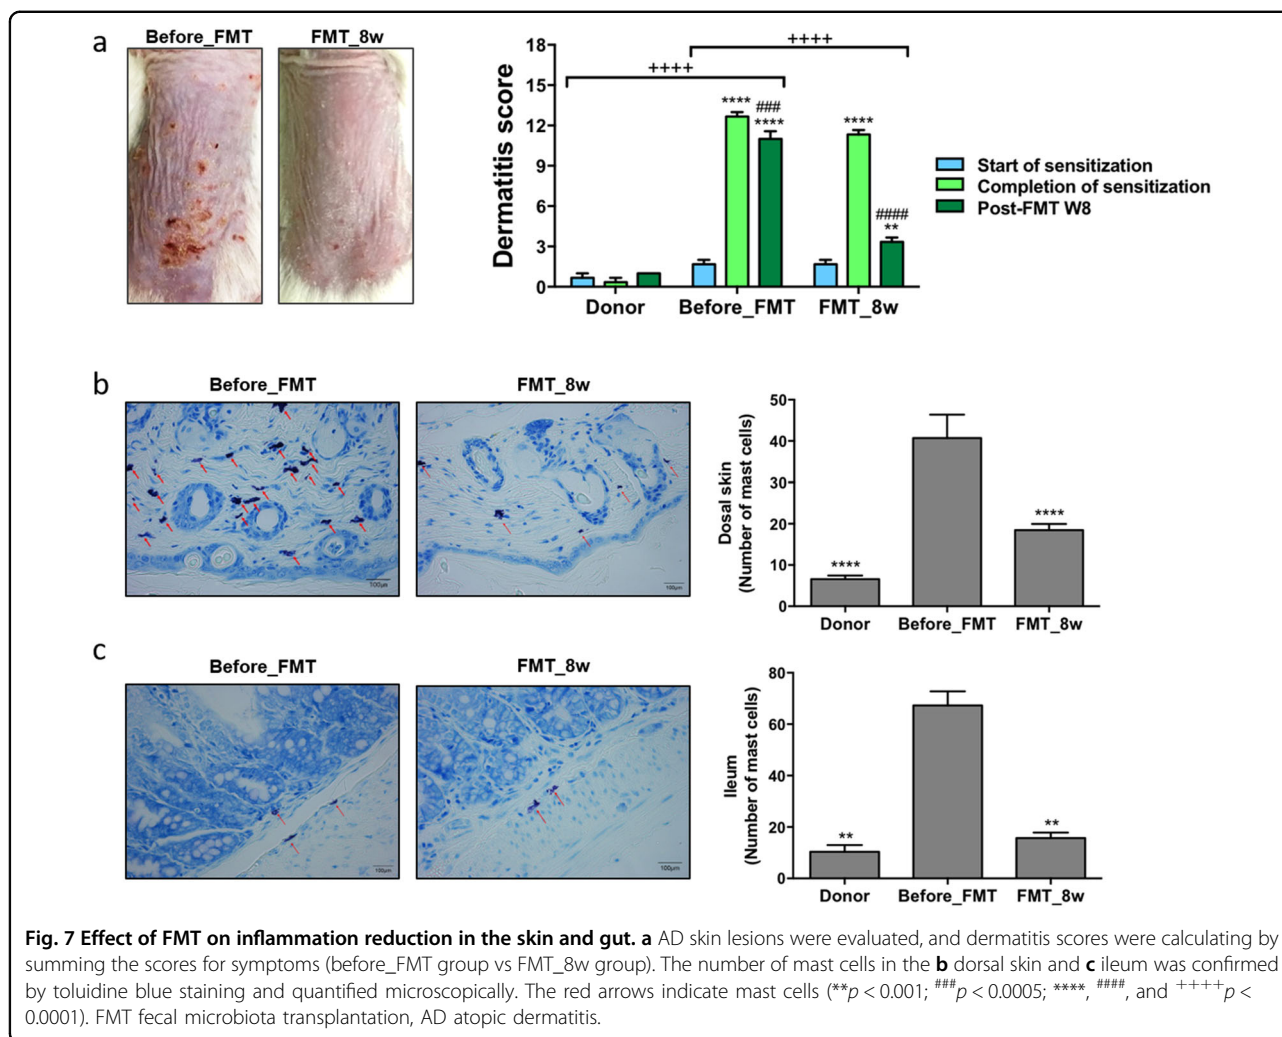 a
Before_FMT
FMT_8w
Dermatitis score
18
15
12
9
6
3
0
++++
++++
****
###
****
****
####
**
Donor
Before_FMT
FMT_8w
Start of sensitization
Completion of sensitization
Post-FMT W8
b
Before_FMT
FMT_8w
100μm
100μm
Dosal skin
(Number of mast cells)
50
40
30
20
10
0
****
****
Donor
Before_FMT
FMT_8w
c
Before_FMT
FMT_8w
100μm
100μm
Ileum
(Number of mast cells)
80
60
40
20
0
**
**
Donor
Before_FMT
FMT_8w
Fig. 7 Effect of FMT on inflammation reduction in the skin and gut. a AD skin lesions were evaluated, and dermatitis scores were calculating by
summing the scores for symptoms (before_FMT group vs FMT_8w group). The number of mast cells in the b dorsal skin and c ileum was confirmed
by toluidine blue staining and quantified microscopically. The red arrows indicate mast cells (**p < 0.001; ###p < 0.0005; ****, ####, and ++++p <
0.0001). FMT fecal microbiota transplantation, AD atopic dermatitis.